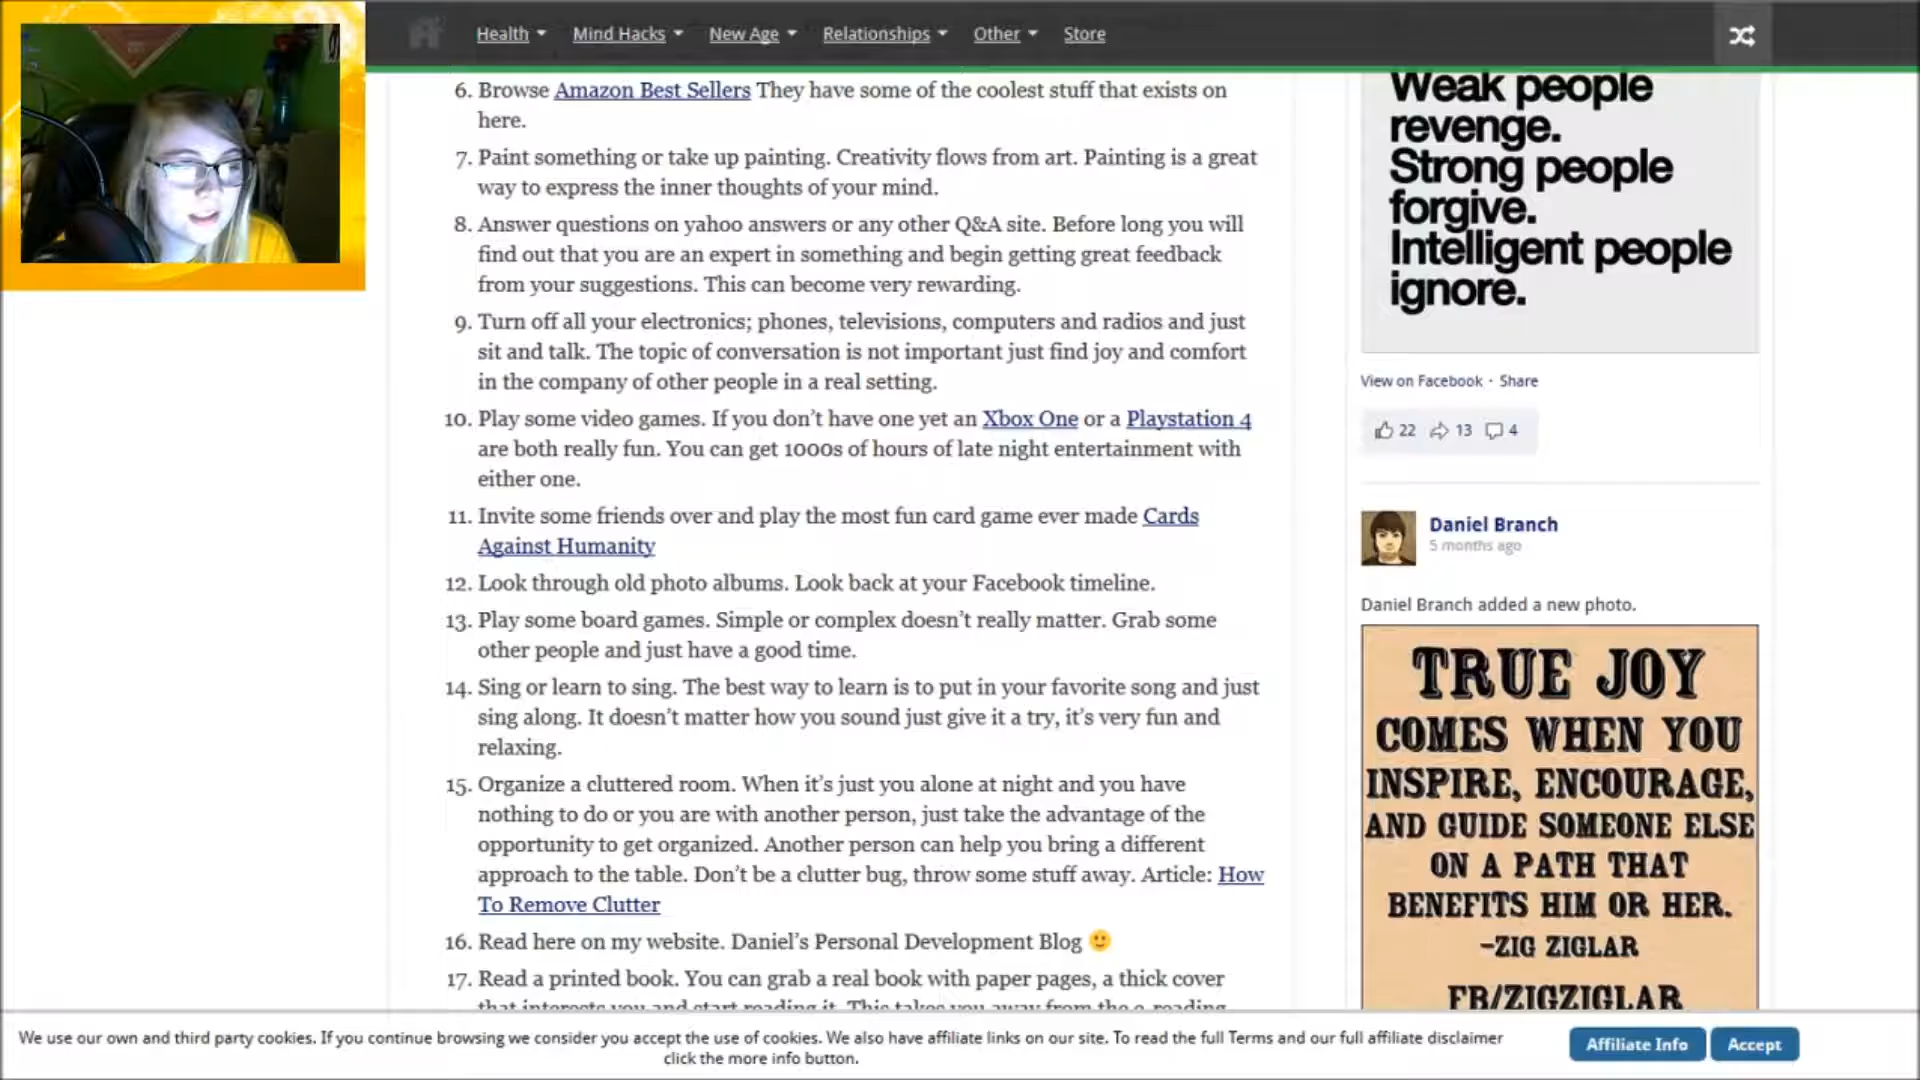 Health
Mind Hacks
New Age
Relationships
Other
Store
6. Browse Amazon Best Sellers They have some of the coolest stuff that exists on
here.
7. Paint something or take up painting. Creativity flows from art. Painting is a great
way to express the inner thoughts of your mind.
8. Answer questions on yahoo answers or any other Q&A site. Before long you will
find out that you are an expert in something and begin getting great feedback
from your suggestions. This can become very rewarding.
9. Turn off all your electronics; phones, televisions, computers and radios and just
sit and talk. The topic of conversation is not important just find joy and comfort
in the company of other people in a real setting.
10. Play some video games. If you don't have one yet an Xbox One or a Playstation 4
are both really fun. You can get 1000s of hours of late night entertainment with
either one.
11. Invite some friends over and play the most fun card game ever made Cards
Against Humanity
12. Look through old photo albums. Look back at your Facebook timeline.
13. Play some board games. Simple or complex doesn't really matter. Grab some
other people and just have a good time.
14. Sing or learn to sing. The best way to learn is to put in your favorite song and just
sing along. It doesn't matter how you sound just give it a try, it's very fun and
relaxing.
15. Organize a cluttered room. When it's just you alone at night and you have
nothing to do or you are with another person, just take the advantage of the
opportunity to get organized. Another person can help you bring a different
approach to the table. Don't be a clutter bug, throw some stuff away. Article: How
To Remove Clutter
16. Read here on my website. Daniel's Personal Development Blog 🙂
17. Read a printed book. You can grab a real book with paper pages, a thick cover
that interests you and start reading it. This takes you away from the e-reading
Weak people
revenge.
Strong people
forgive.
Intelligent people
ignore.
View on Facebook · Share
22 13 4
Daniel Branch
5 months ago
Daniel Branch added a new photo.
TRUE JOY
COMES WHEN YOU
INSPIRE, ENCOURAGE,
AND GUIDE SOMEONE ELSE
ON A PATH THAT
BENEFITS HIM OR HER.
-ZIG ZIGLAR
FB/ZIGZIGLAR
We use our own and third party cookies. If you continue browsing we consider you accept the use of cookies. We also have affiliate links on our site. To read the full Terms and our full affiliate disclaimer
click the more info button.
Affiliate Info
Accept